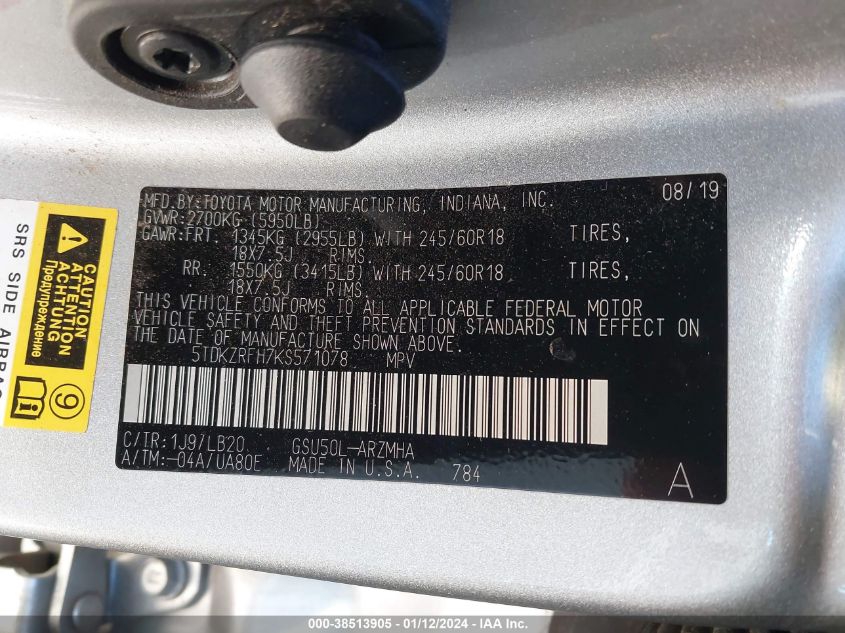 MFD.BY:TOYOTA MOTOR MANUFACTURING, INDIANA, INC. 08/19
GVWR:2700KG (5950LB)
GAWR:FRT. 1345KG (2955LB) WITH 245/60R18 TIRES,
18X7.5J RIMS.
RR. 1550KG (3415LB) WITH 245/60R18 TIRES,
18X7.5J RIMS.
THIS VEHICLE CONFORMS TO ALL APPLICABLE FEDERAL MOTOR
VEHICLE SAFETY AND THEFT PREVENTION STANDARDS IN EFFECT ON
THE DATE OF MANUFACTURE SHOWN ABOVE.
5TDKZRFH7KS571078 MPV
C/TR:1J9/LB20 GSU50L-ARZMHA
A/TM:-04A/UA80E MADE IN U.S.A. 784
A
SRS SIDE AIRBAG
CAUTION
ATTENTION
ACHTUNG
Предупреждение
9
000-38513905 - 01/12/2024 - IAA Inc.